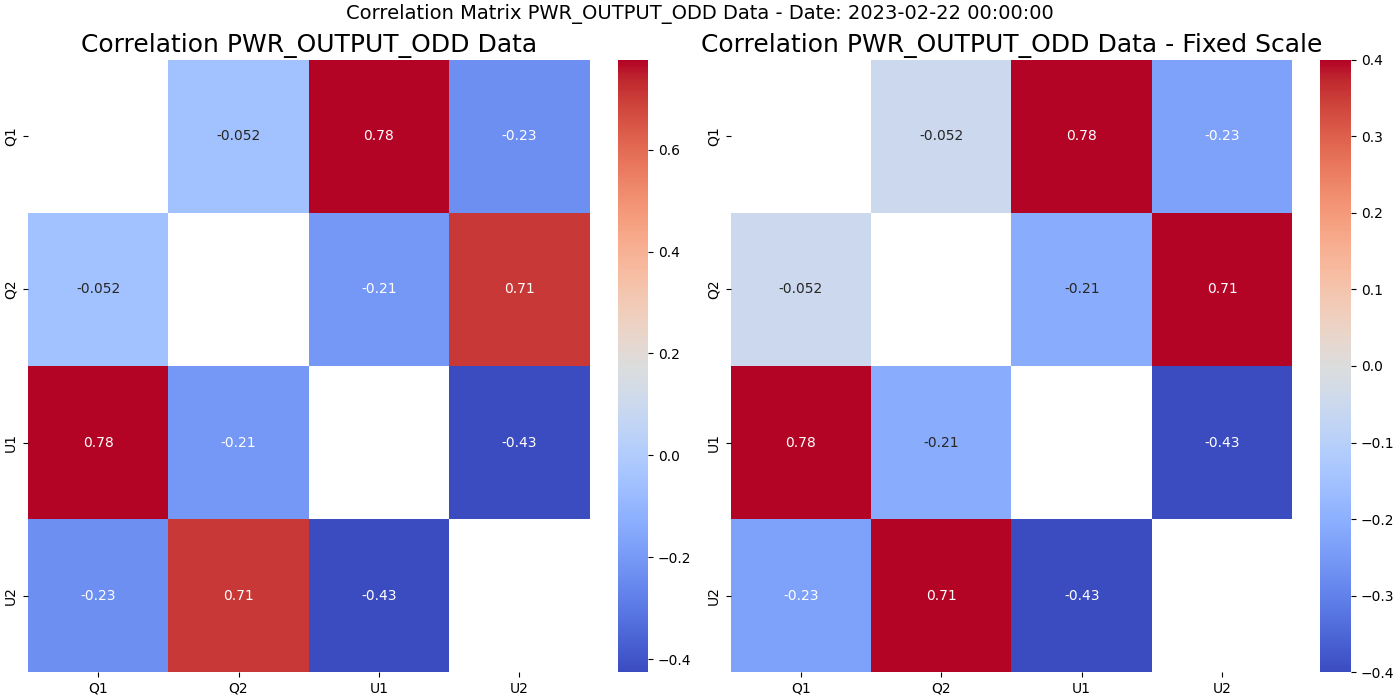 Correlation Matrix PWR_OUTPUT_ODD Data - Date: 2023-02-22 00:00:00
Correlation PWR_OUTPUT_ODD Data
Q1
-0.052
0.78
-0.23
Q2
-0.052
-0.21
0.71
U1
0.78
-0.21
-0.43
U2
-0.23
0.71
-0.43
Q1
Q2
U1
U2
0.6
0.4
0.2
0.0
−0.2
−0.4
Correlation PWR_OUTPUT_ODD Data - Fixed Scale
Q1
-0.052
0.78
-0.23
Q2
-0.052
-0.21
0.71
U1
0.78
-0.21
-0.43
U2
-0.23
0.71
-0.43
Q1
Q2
U1
U2
0.4
0.3
0.2
0.1
0.0
−0.1
−0.2
−0.3
−0.4